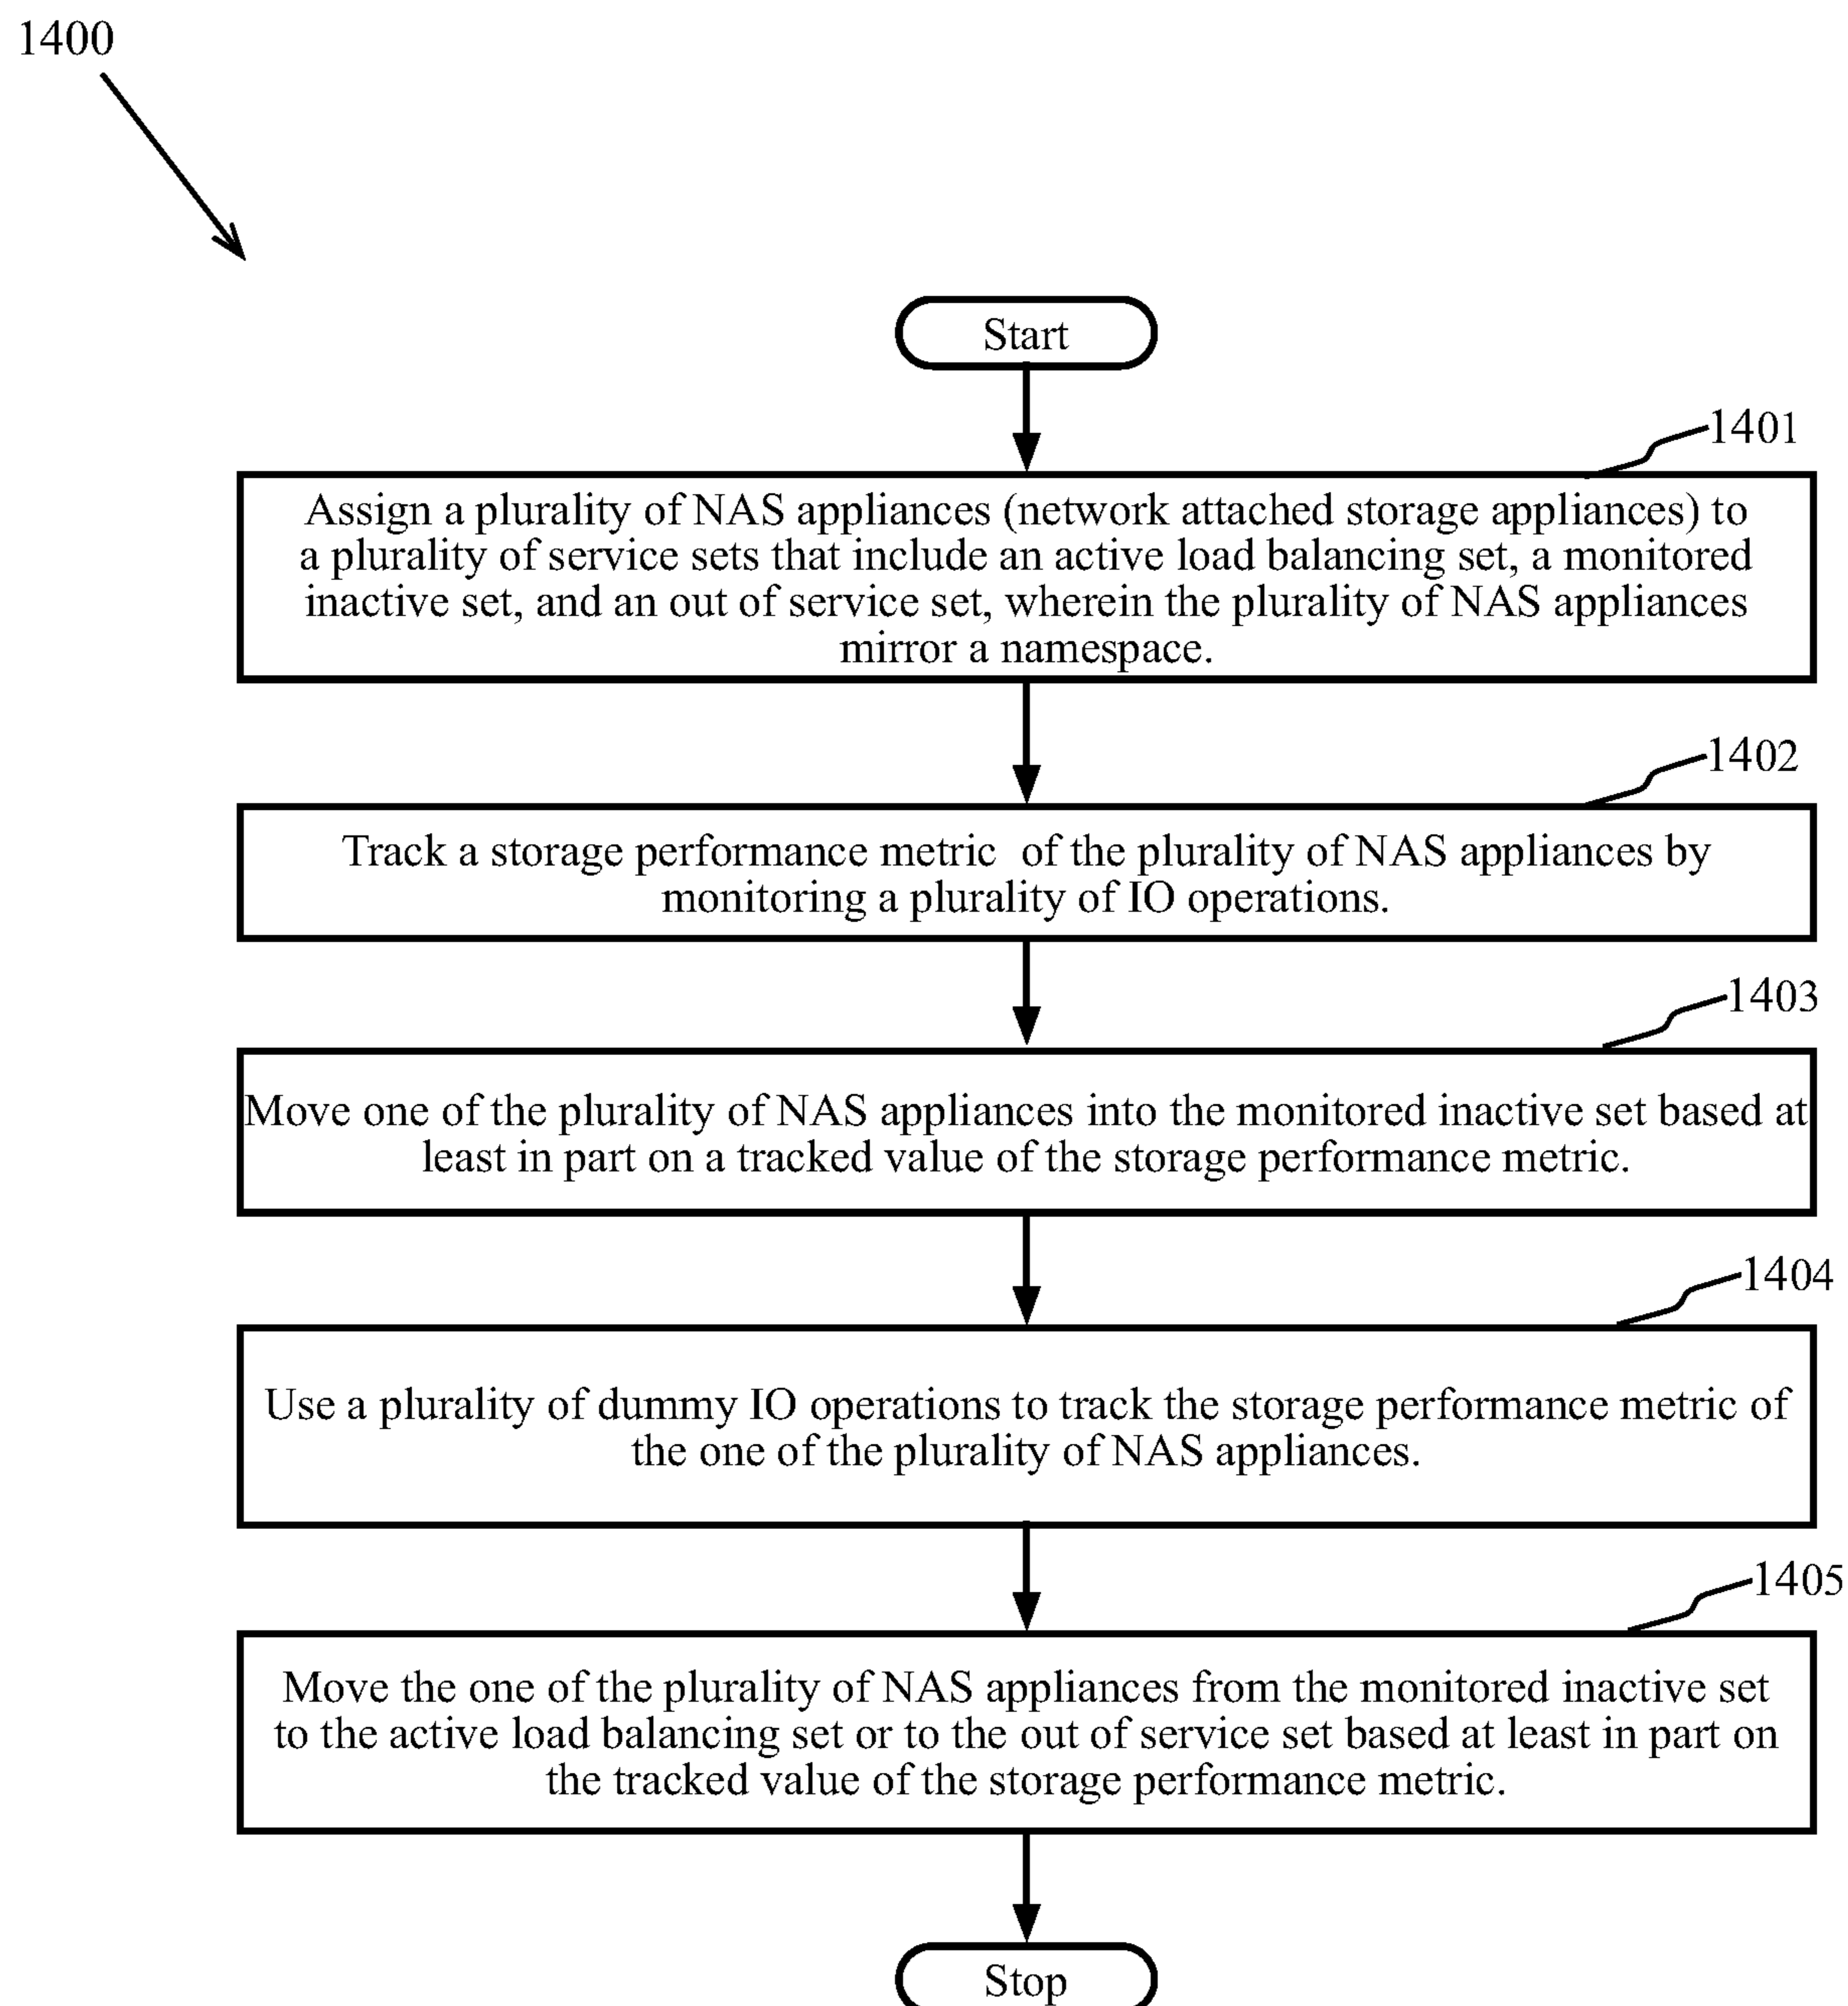 1400
Start
1401
Assign a plurality of NAS appliances (network attached storage appliances) to
a plurality of service sets that include an active load balancing set, a monitored
inactive set, and an out of service set, wherein the plurality of NAS appliances
mirror a namespace.
1402
Track a storage performance metric of the plurality of NAS appliances by
monitoring a plurality of IO operations.
1403
Move one of the plurality of NAS appliances into the monitored inactive set based at
least in part on a tracked value of the storage performance metric.
1404
Use a plurality of dummy IO operations to track the storage performance metric of
the one of the plurality of NAS appliances.
1405
Move the one of the plurality of NAS appliances from the monitored inactive set
to the active load balancing set or to the out of service set based at least in part on
the tracked value of the storage performance metric.
Stop